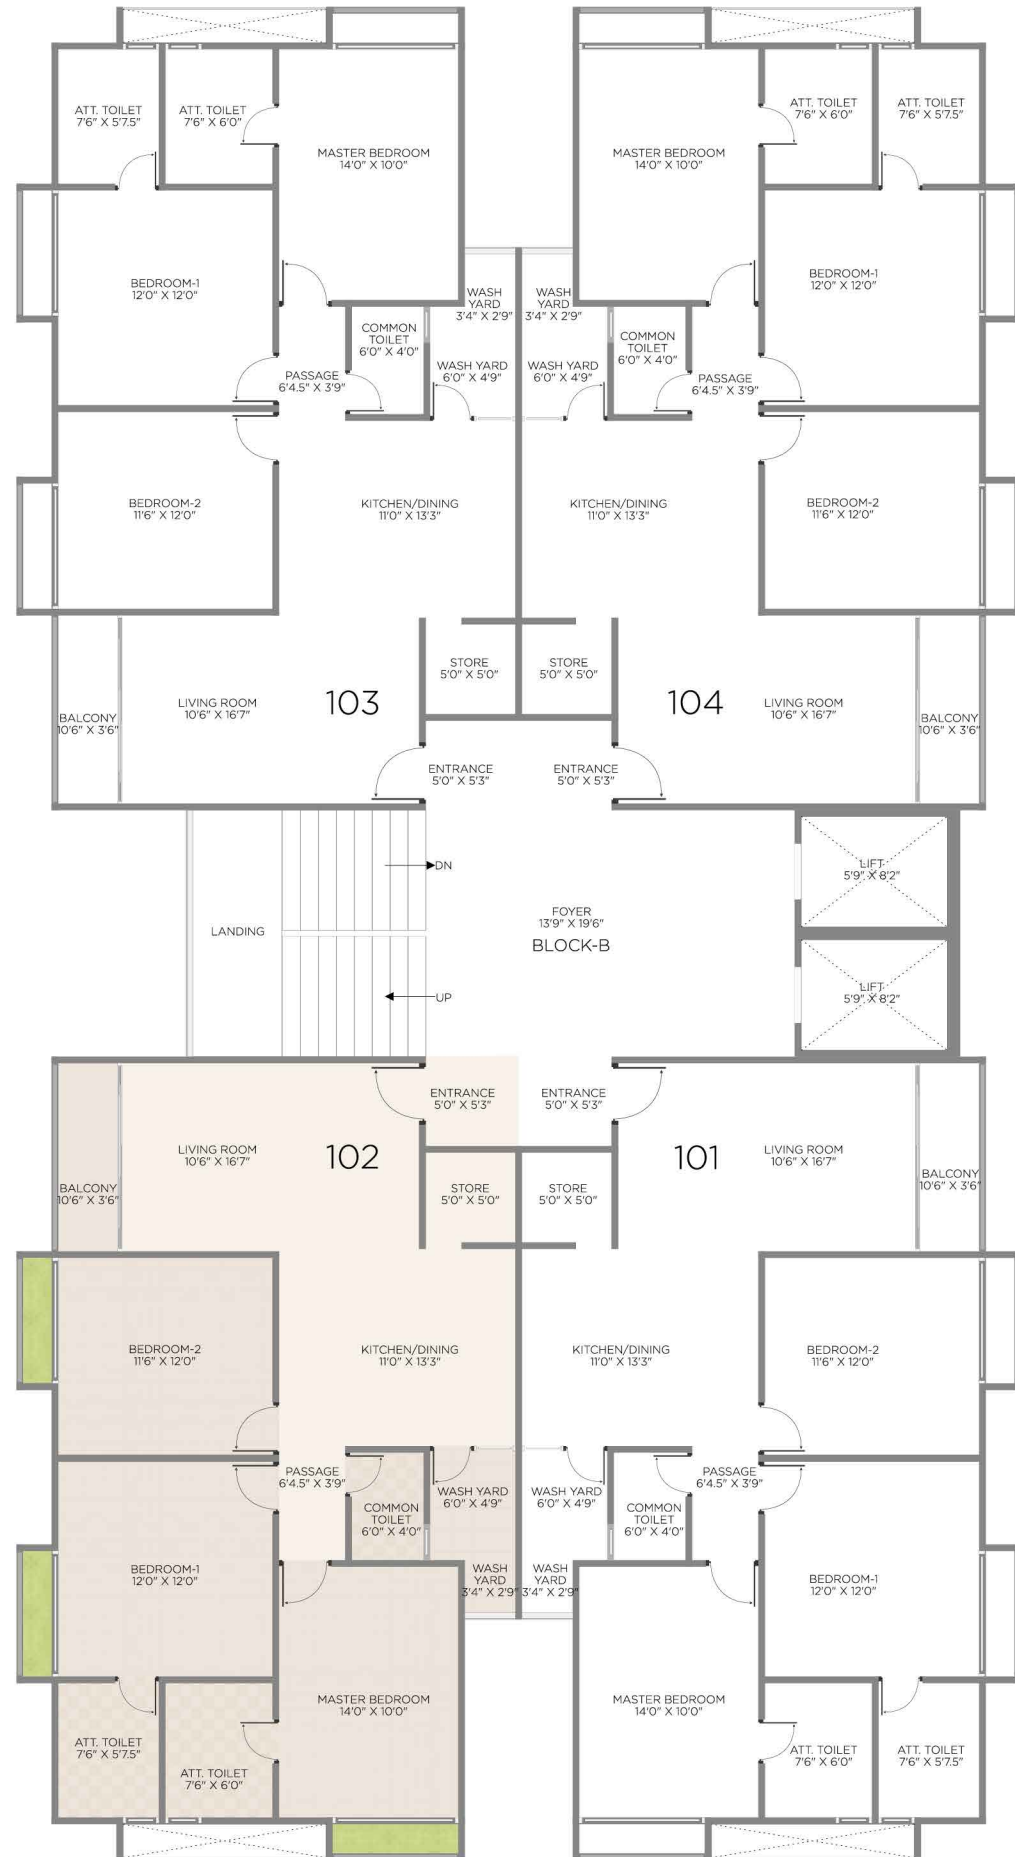 ATT. TOILET
7'6" X 5'7.5"
ATT. TOILET
7'6" X 6'0"
MASTER BEDROOM
14'0" X 10'0"
BEDROOM-1
12'0" X 12'0"
WASH
YARD
3'4" X 2'9"
COMMON
TOILET
6'0" X 4'0"
WASH YARD
6'0" X 4'9"
PASSAGE
6'4.5" X 3'9"
BEDROOM-2
11'6" X 12'0"
KITCHEN/DINING
11'0" X 13'3"
STORE
5'0" X 5'0"
LIVING ROOM
10'6" X 16'7"
103
BALCONY
10'6" X 3'6"
ENTRANCE
5'0" X 5'3"
MASTER BEDROOM
14'0" X 10'0"
ATT. TOILET
7'6" X 6'0"
ATT. TOILET
7'6" X 5'7.5"
BEDROOM-1
12'0" X 12'0"
WASH
YARD
3'4" X 2'9"
WASH YARD
6'0" X 4'9"
COMMON
TOILET
6'0" X 4'0"
PASSAGE
6'4.5" X 3'9"
KITCHEN/DINING
11'0" X 13'3"
BEDROOM-2
11'6" X 12'0"
STORE
5'0" X 5'0"
104
LIVING ROOM
10'6" X 16'7"
BALCONY
10'6" X 3'6"
ENTRANCE
5'0" X 5'3"
DN
LANDING
UP
FOYER
13'9" X 19'6"
BLOCK-B
LIFT
5'9" X 8'2"
LIFT
5'9" X 8'2"
ENTRANCE
5'0" X 5'3"
LIVING ROOM
10'6" X 16'7"
102
BALCONY
10'6" X 3'6"
STORE
5'0" X 5'0"
BEDROOM-2
11'6" X 12'0"
KITCHEN/DINING
11'0" X 13'3"
PASSAGE
6'4.5" X 3'9"
COMMON
TOILET
6'0" X 4'0"
WASH YARD
6'0" X 4'9"
WASH
YARD
3'4" X 2'9"
BEDROOM-1
12'0" X 12'0"
MASTER BEDROOM
14'0" X 10'0"
ATT. TOILET
7'6" X 5'7.5"
ATT. TOILET
7'6" X 6'0"
ENTRANCE
5'0" X 5'3"
101
LIVING ROOM
10'6" X 16'7"
BALCONY
10'6" X 3'6"
STORE
5'0" X 5'0"
KITCHEN/DINING
11'0" X 13'3"
BEDROOM-2
11'6" X 12'0"
WASH YARD
6'0" X 4'9"
COMMON
TOILET
6'0" X 4'0"
PASSAGE
6'4.5" X 3'9"
WASH
YARD
3'4" X 2'9"
BEDROOM-1
12'0" X 12'0"
MASTER BEDROOM
14'0" X 10'0"
ATT. TOILET
7'6" X 6'0"
ATT. TOILET
7'6" X 5'7.5"